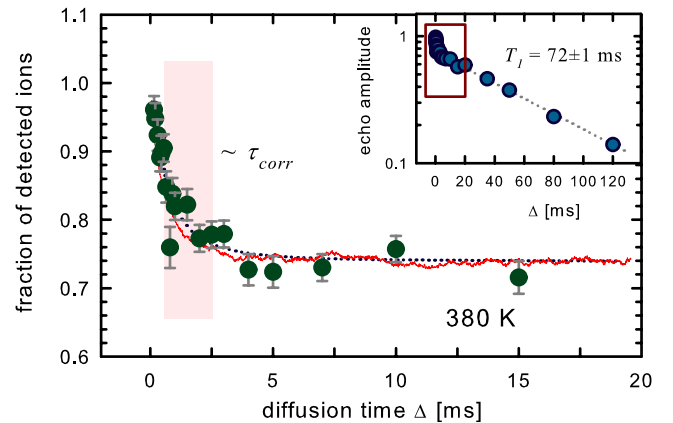 1.1
1.0
0.9
0.8
0.7
0.6
fraction of detected ions
0
5
10
15
20
diffusion time Δ [ms]
~ τcorr
380 K
1
0.1
echo amplitude
T1 = 72±1 ms
0 20 40 60 80 100 120
Δ [ms]